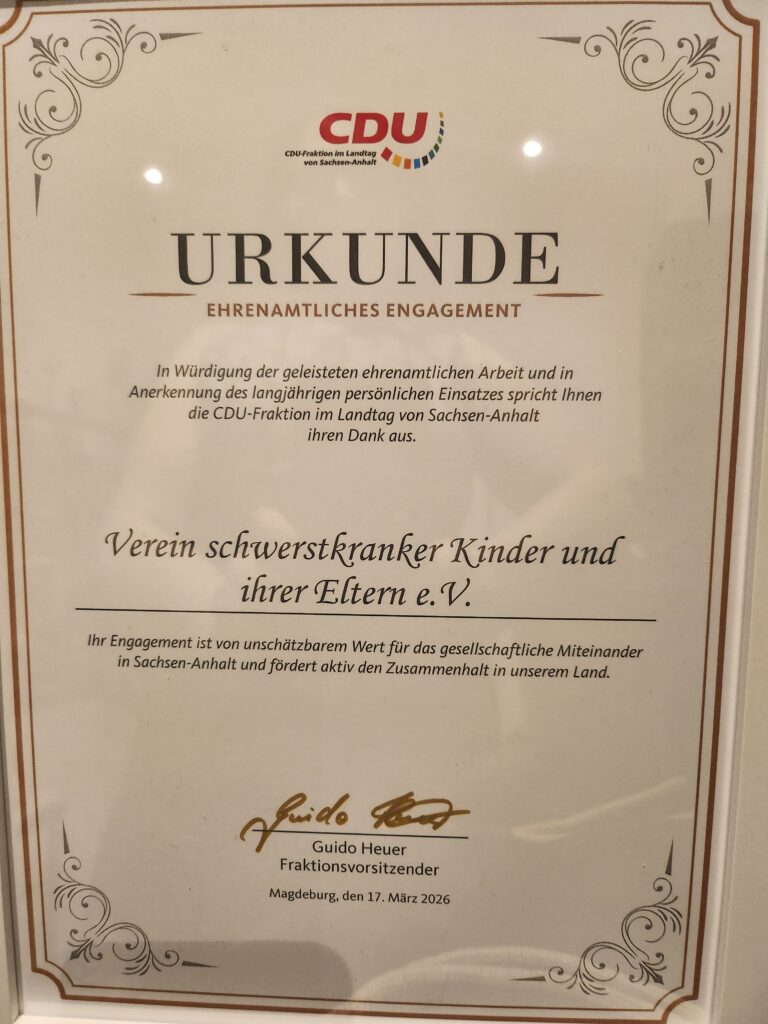 CDU
CDU-Fraktion im Landtag
von Sachsen-Anhalt
URKUNDE
EHRENAMTLICHES ENGAGEMENT
In Würdigung der geleisteten ehrenamtlichen Arbeit und in
Anerkennung des langjährigen persönlichen Einsatzes spricht Ihnen
die CDU-Fraktion im Landtag von Sachsen-Anhalt
ihren Dank aus.
Verein schwerstkranker Kinder und
ihrer Eltern e.V.
Ihr Engagement ist von unschätzbarem Wert für das gesellschaftliche Miteinander
in Sachsen-Anhalt und fördert aktiv den Zusammenhalt in unserem Land.
Guido Heuer
Guido Heuer
Fraktionsvorsitzender
Magdeburg, den 17. März 2026